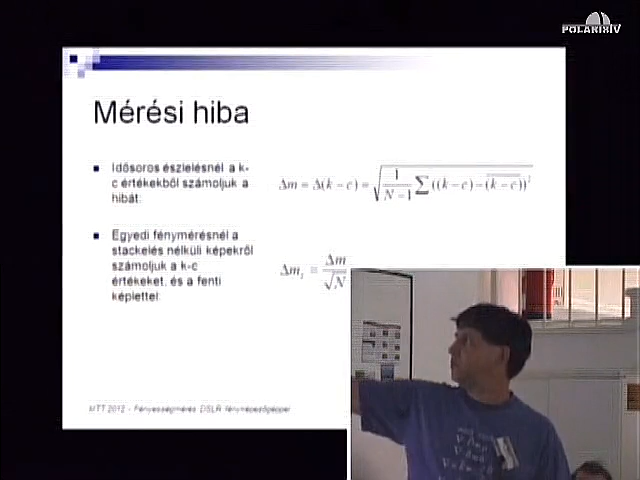 POLARIXIV
Mérési hiba
Idősoros észlelésnél a k-
c értékekből számoljuk a
hibát:
Δm = Δ(k − c) = √(1/(N−1) ∑((k − c) − (k − c)̅)²)
Egyedi fénymérésnél a
stackelés nélküli képekről
számoljuk a k-c
értékeket, és a fenti
képlettel:
Δm₁ = Δm/√N
MTT 2012 - Fényességmérés DSLR fényképezőgéppel